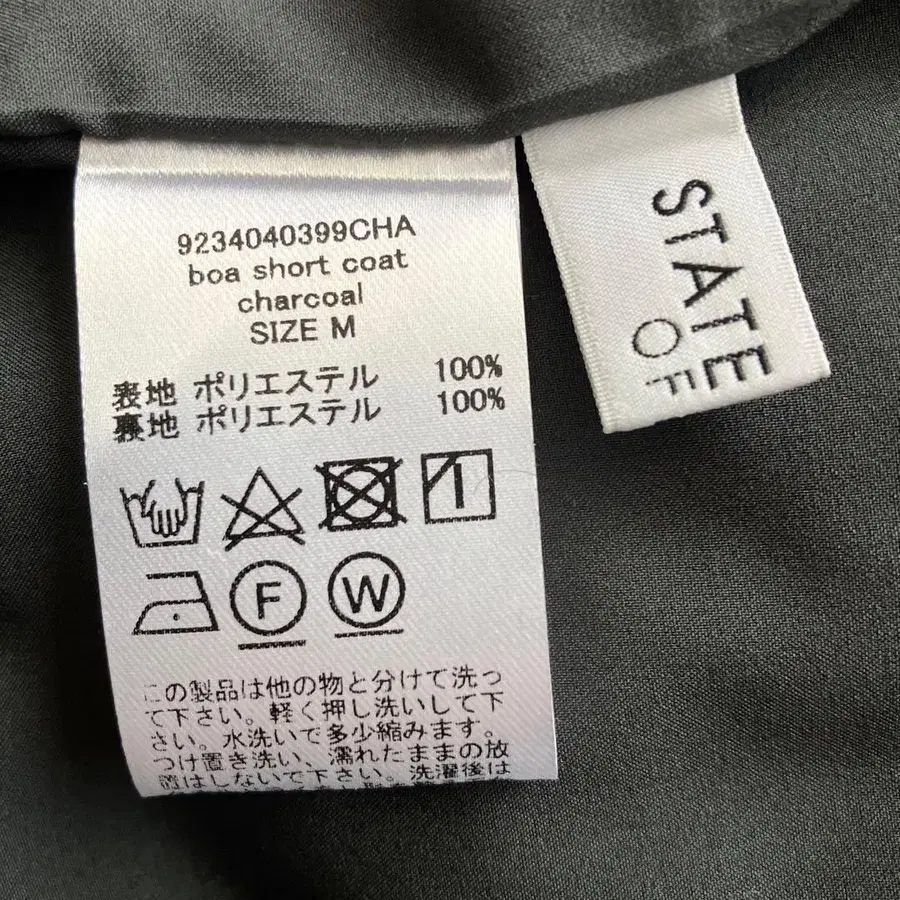 9234040399CHA
boa short coat
charcoal
SIZE M
表地 ポリエステル 100%
裏地 ポリエステル 100%
F
W
この製品は他の物と分けて洗っ
て下さい。軽く押し洗いして下
さい。水洗いで多少縮みます。
つけ置き洗い、濡れたままの放
置はしないで下さい。洗濯後は
STATE
OF